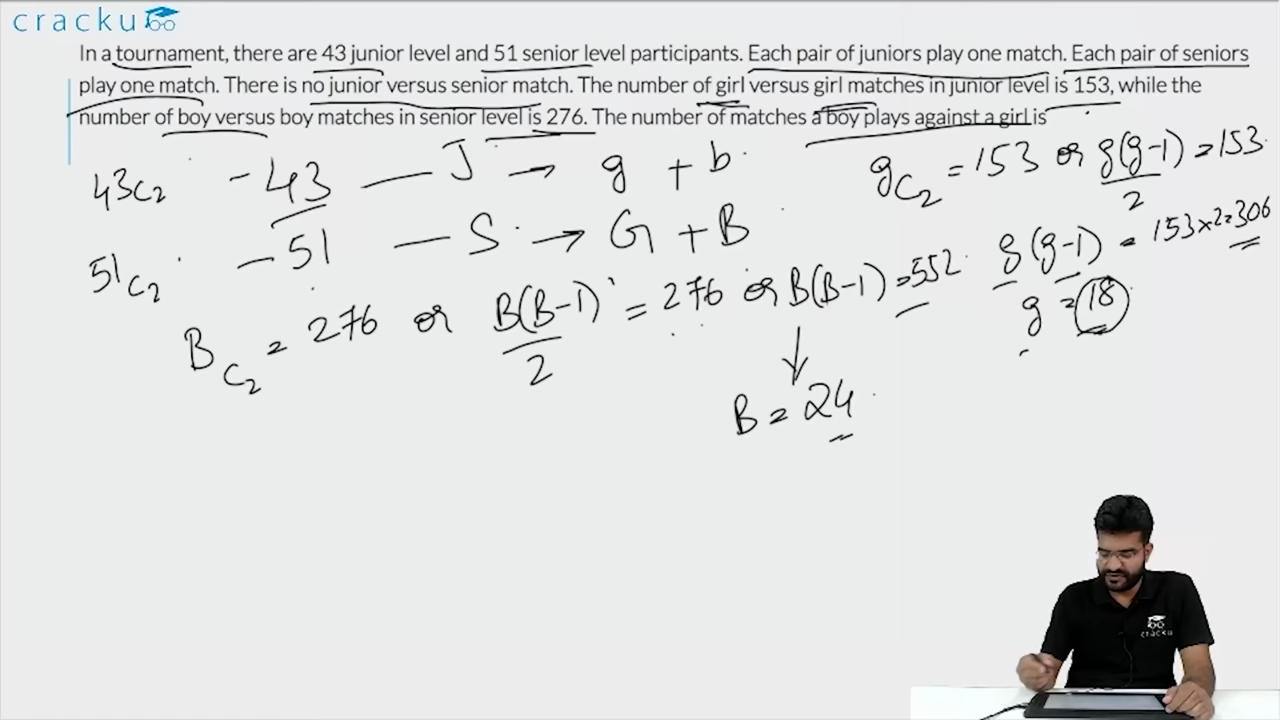 cracku
In a tournament, there are 43 junior level and 51 senior level participants. Each pair of juniors play one match. Each pair of seniors
play one match. There is no junior versus senior match. The number of girl versus girl matches in junior level is 153, while the
number of boy versus boy matches in senior level is 276. The number of matches a boy plays against a girl is
43C₂ - 43 — J → g + b
gC₂ = 153 or g(g-1)/2 = 153
51C₂ - 51 — S → G + B
g(g-1) = 153×2=306
g = 18
BC₂ = 276 or B(B-1)/2 = 276 or B(B-1) = 552
↓
B = 24
cracku